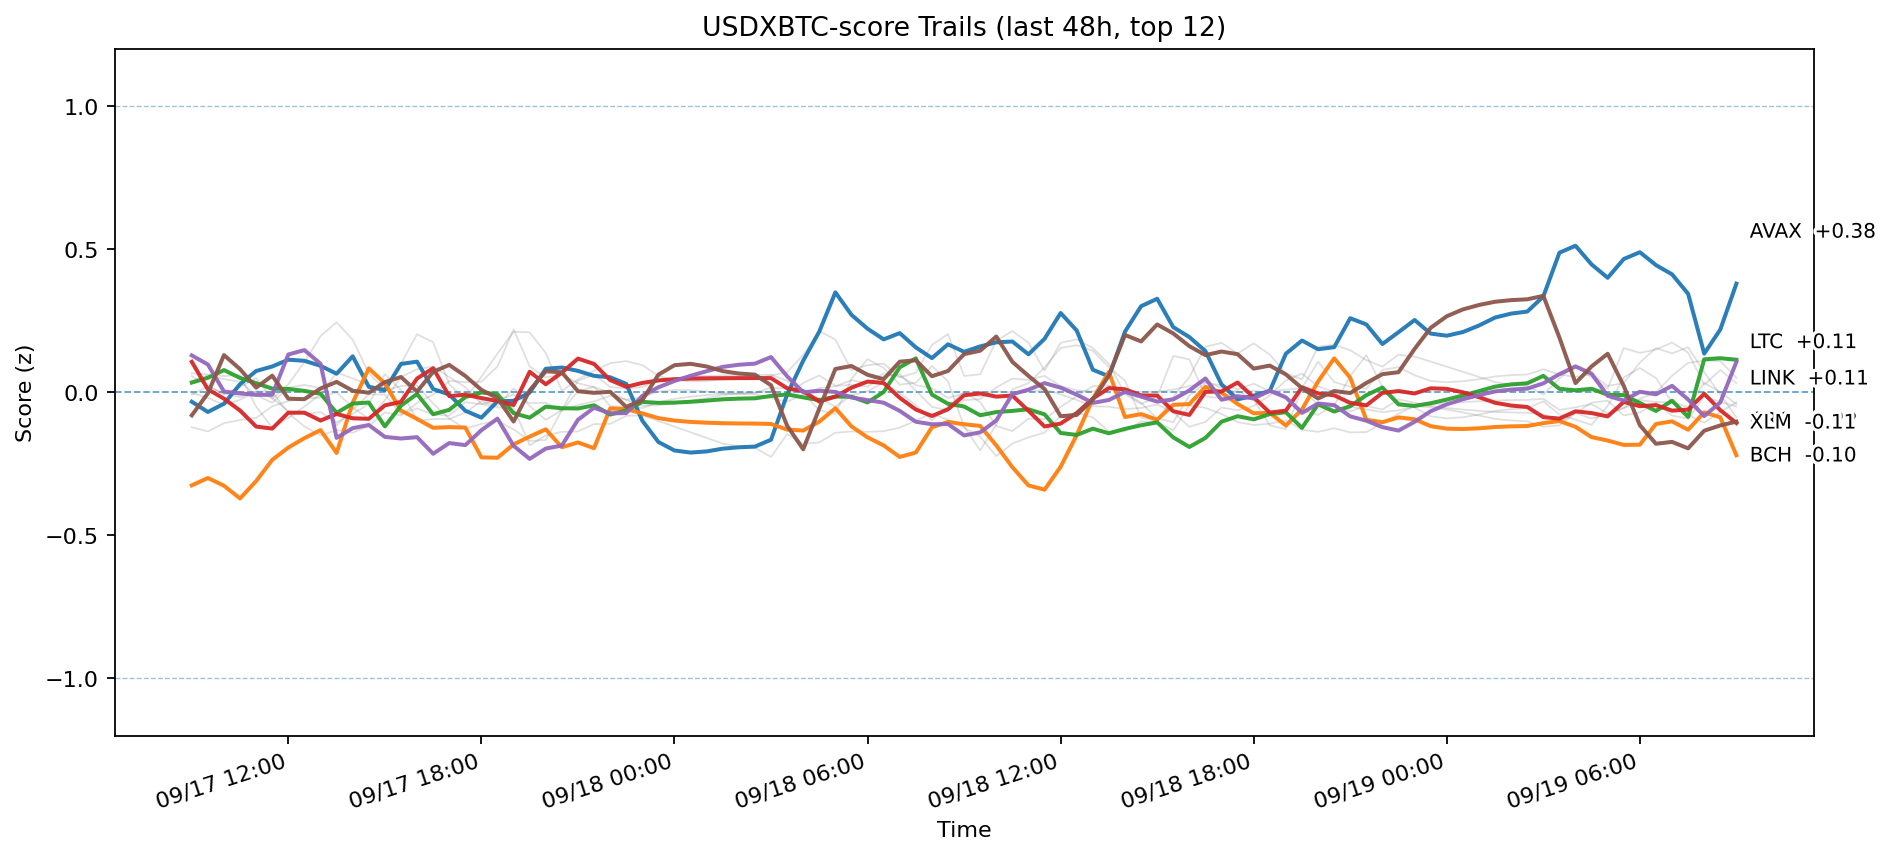 USDXBTC-score Trails (last 48h, top 12)
Score (z)
1.0
0.5
0.0
−0.5
−1.0
AVAX +0.38
LTC +0.11
LINK +0.11
XLM -0.11
BCH -0.10
09/17 12:00
09/17 18:00
09/18 00:00
09/18 06:00
09/18 12:00
09/18 18:00
09/19 00:00
09/19 06:00
Time